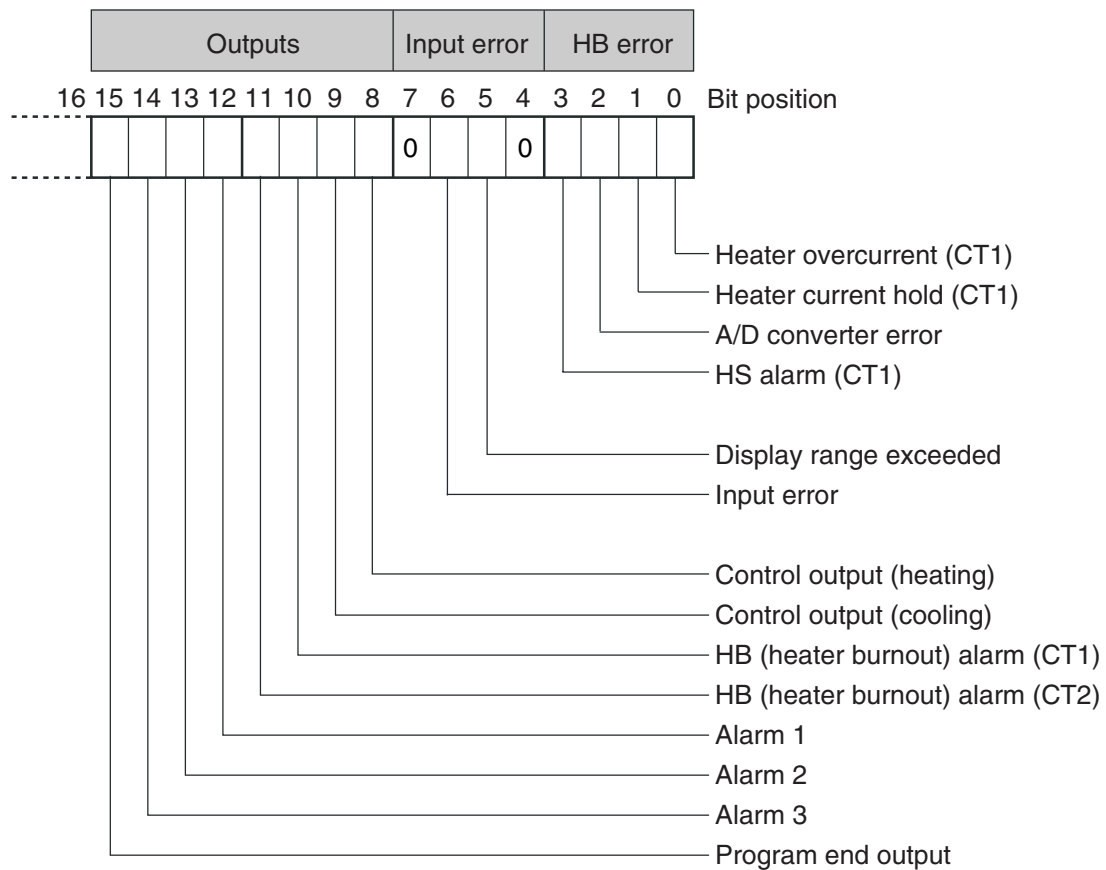 Outputs Input error HB error
16 15 14 13 12 11 10 9 8 7 6 5 4 3 2 1 0 Bit position
0 0
Heater overcurrent (CT1)
Heater current hold (CT1)
A/D converter error
HS alarm (CT1)
Display range exceeded
Input error
Control output (heating)
Control output (cooling)
HB (heater burnout) alarm (CT1)
HB (heater burnout) alarm (CT2)
Alarm 1
Alarm 2
Alarm 3
Program end output